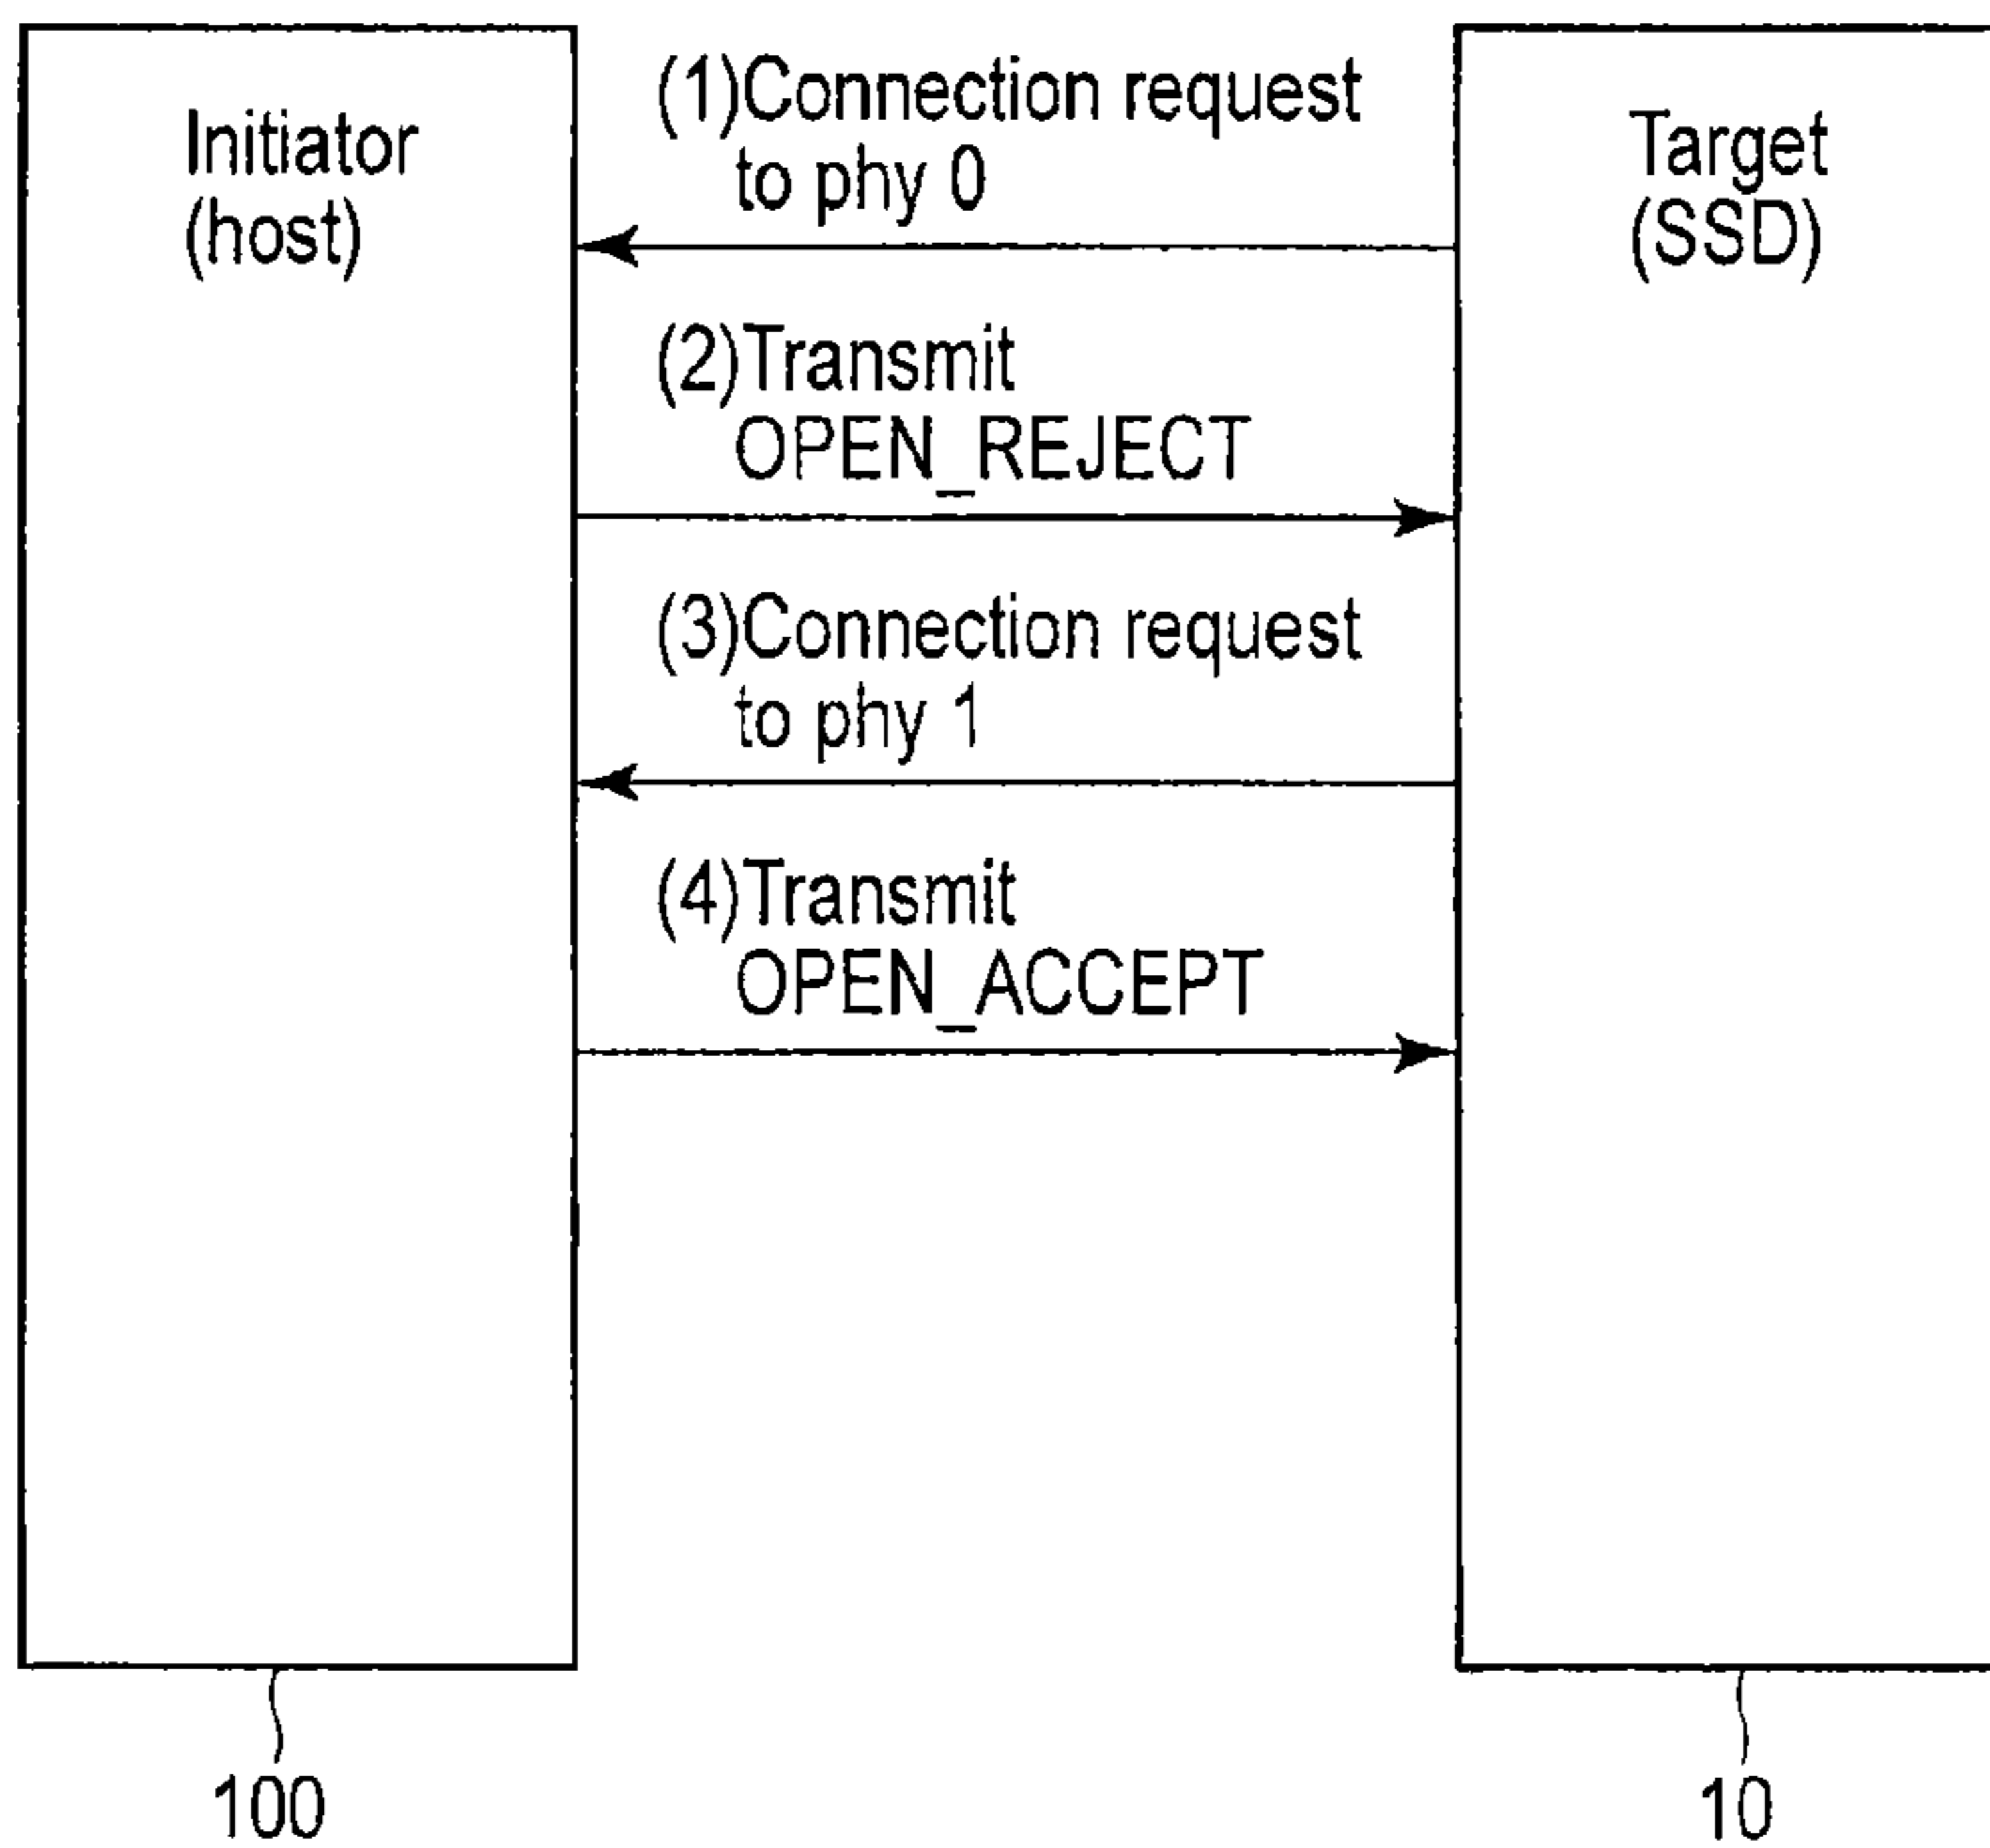 Initiator
(host)
(1)Connection request
to phy 0
Target
(SSD)
(2)Transmit
OPEN_REJECT
(3)Connection request
to phy 1
(4)Transmit
OPEN_ACCEPT
100
10